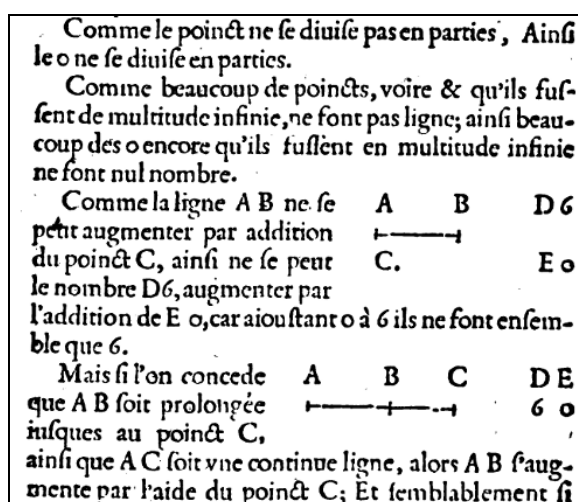 Comme le poinct ne ſe diuiſe pas en parties, Ainſi
le o ne ſe diuiſe en parties.
Comme beaucoup de poincts, voire & qu'ils fuſ-
ſent de multitude infinie, ne font pas ligne; ainſi beau-
coup des o encore qu'ils fuſſent en multitude infinie
ne font nul nombre.
Comme la ligne A B ne ſe A B D 6
peut augmenter par addition
du poinct C, ainſi ne ſe peut C. E o
le nombre D6, augmenter par
l'addition de E o, car aiouſtant o à 6 ils ne font enſem-
ble que 6.
Mais ſi l'on concede A B C D E
que A B ſoit prolongée 6 o
iuſques au poinct C,
ainſi que A C ſoit vne continue ligne, alors A B ſ'aug-
mente par l'aide du poinct C; Et ſemblablement ſi